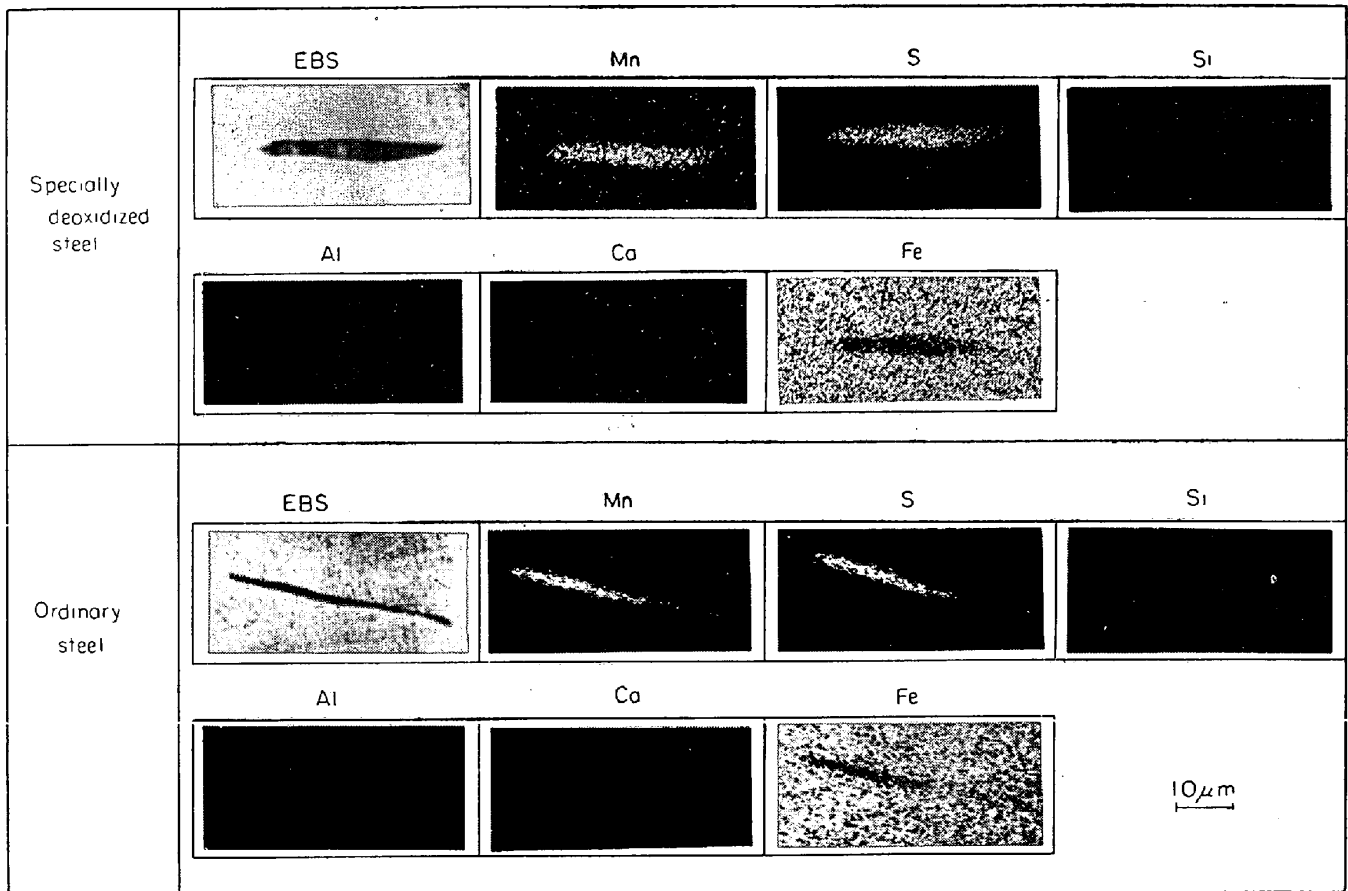 EBS Mn S Si
Specially
deoxidized
steel
Al Ca Fe
EBS Mn S Si
Ordinary
steel
Al Ca Fe
10μm